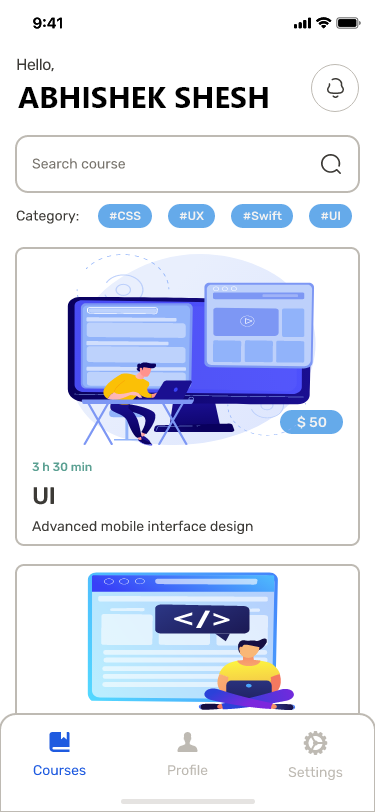 9:41
Hello,
ABHISHEK SHESH
Search course
Category: #CSS #UX #Swift #UI
$ 50
3 h 30 min
UI
Advanced mobile interface design
</>
Courses Profile Settings